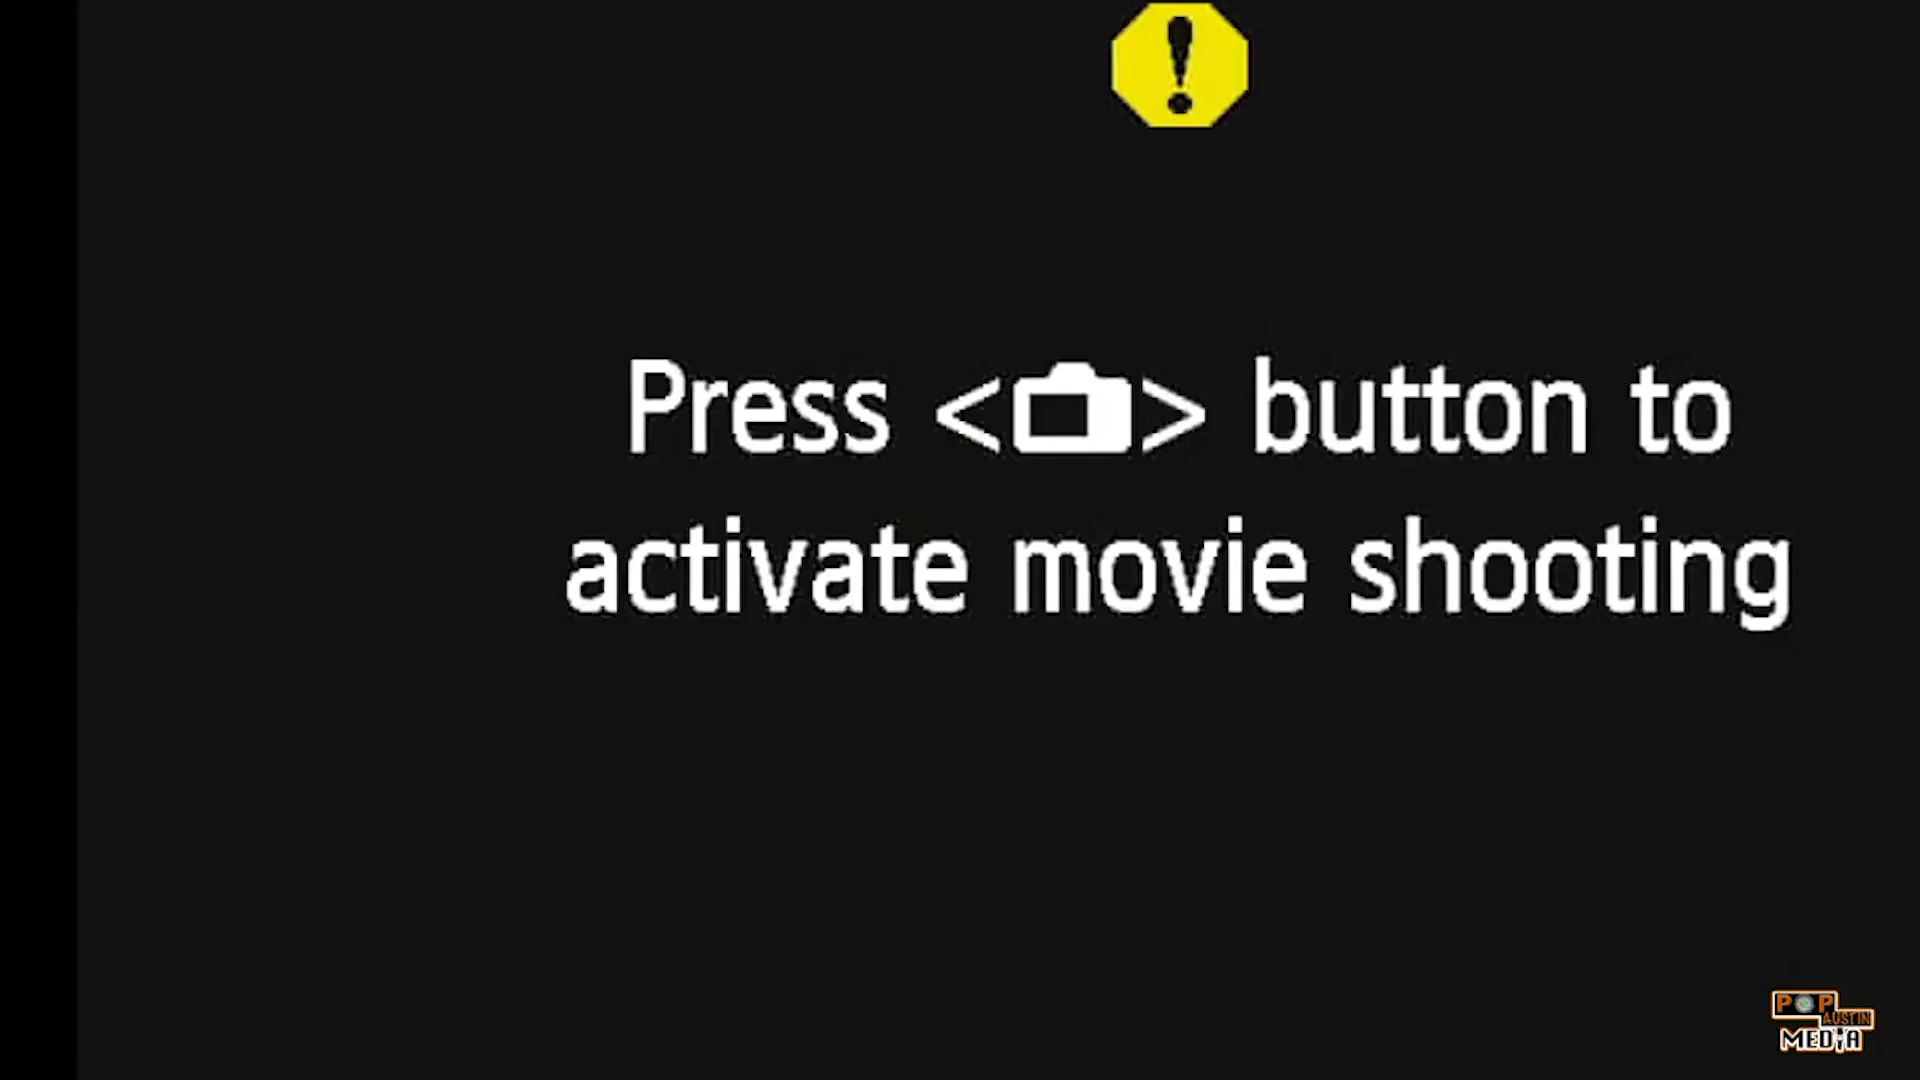 Press <📷> button to
activate movie shooting
POP
AUSTIN
MEDIA